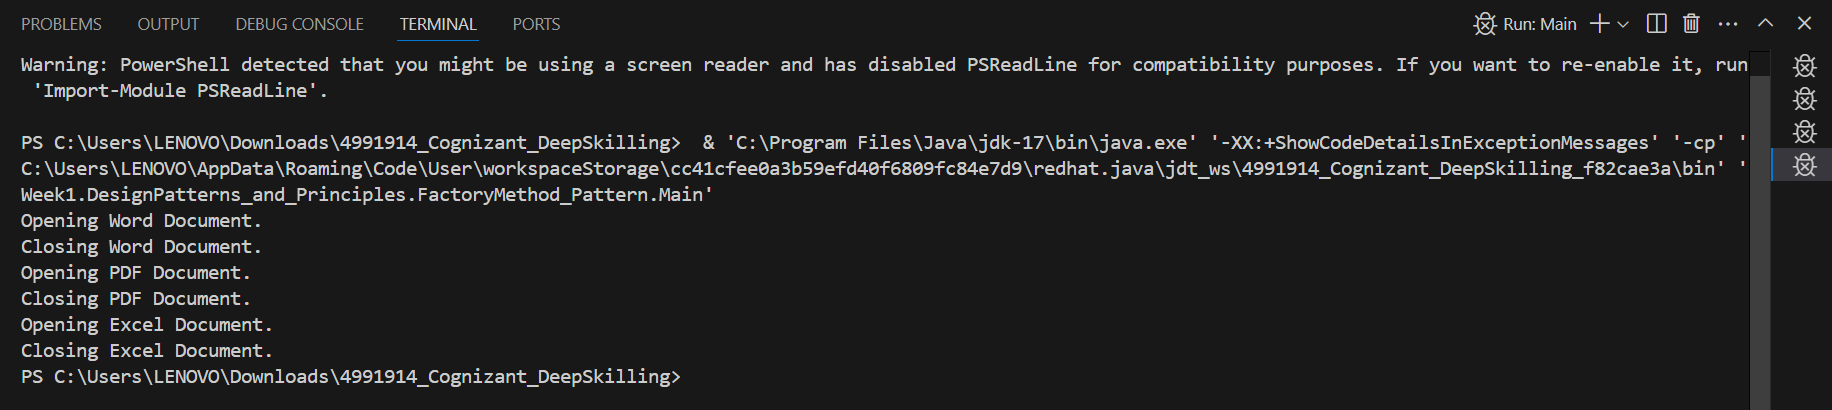 PROBLEMS OUTPUT DEBUG CONSOLE TERMINAL PORTS Run: Main
Warning: PowerShell detected that you might be using a screen reader and has disabled PSReadLine for compatibility purposes. If you want to re-enable it, run
'Import-Module PSReadLine'.
PS C:\Users\LENOVO\Downloads\4991914_Cognizant_DeepSkilling>  & 'C:\Program Files\Java\jdk-17\bin\java.exe' '-XX:+ShowCodeDetailsInExceptionMessages' '-cp' '
C:\Users\LENOVO\AppData\Roaming\Code\User\workspaceStorage\cc41cfee0a3b59efd40f6809fc84e7d9\redhat.java\jdt_ws\4991914_Cognizant_DeepSkilling_f82cae3a\bin' '
Week1.DesignPatterns_and_Principles.FactoryMethod_Pattern.Main'
Opening Word Document.
Closing Word Document.
Opening PDF Document.
Closing PDF Document.
Opening Excel Document.
Closing Excel Document.
PS C:\Users\LENOVO\Downloads\4991914_Cognizant_DeepSkilling>